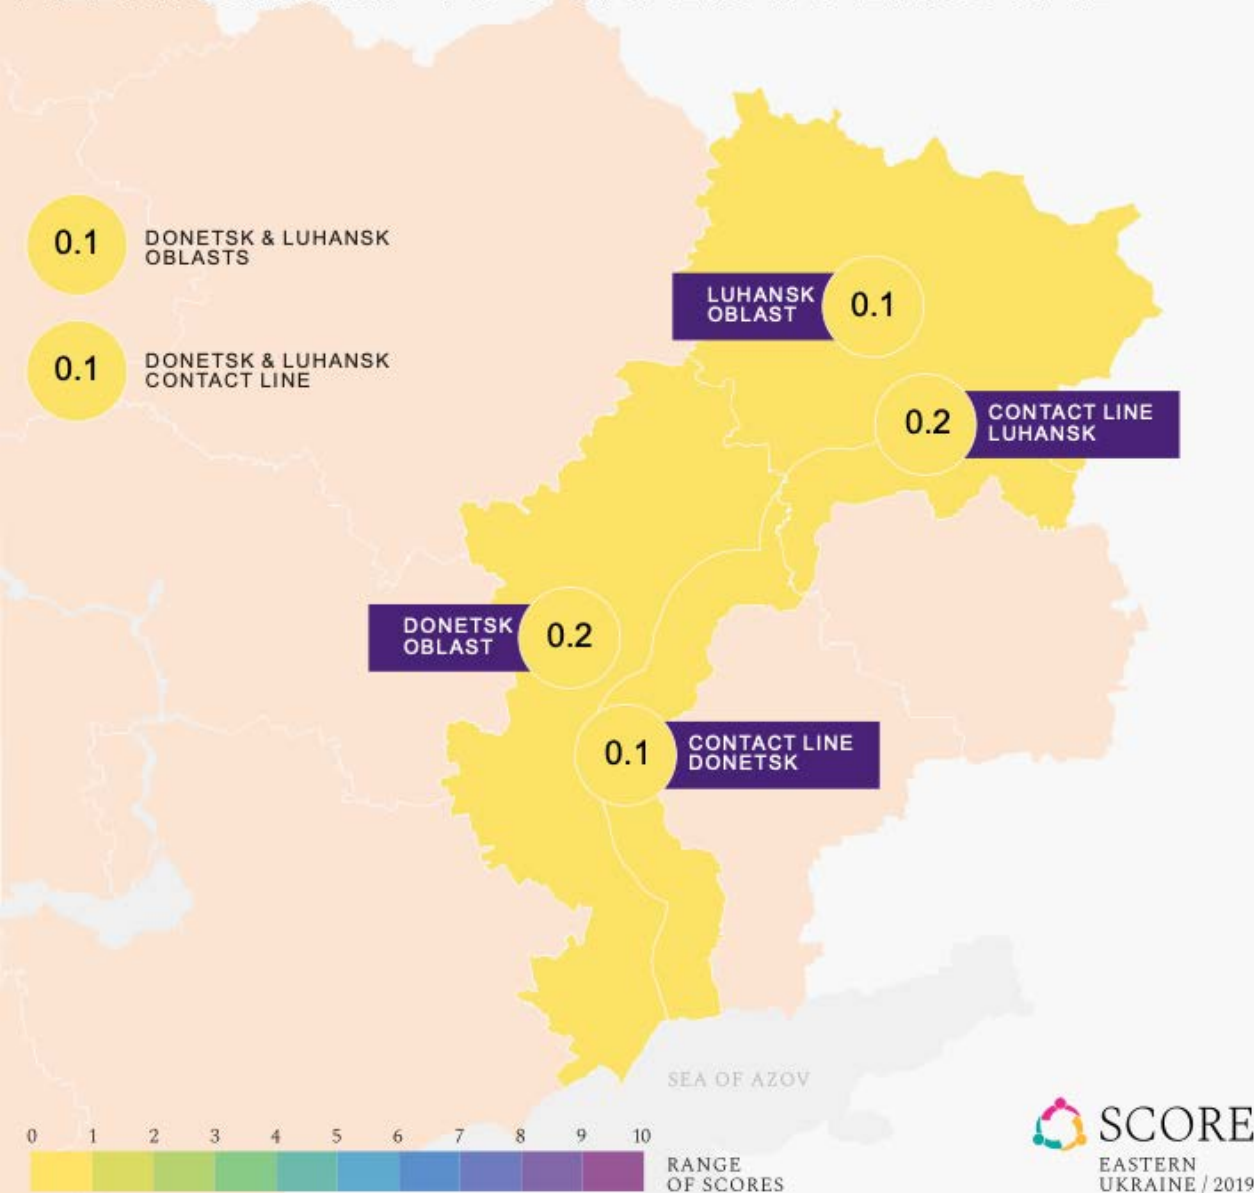 0.1
DONETSK & LUHANSK
OBLASTS
0.1
DONETSK & LUHANSK
CONTACT LINE
LUHANSK
OBLAST
0.1
0.2
CONTACT LINE
LUHANSK
DONETSK
OBLAST
0.2
0.1
CONTACT LINE
DONETSK
SEA OF AZOV
0 1 2 3 4 5 6 7 8 9 10
RANGE
OF SCORES
SCORE
EASTERN
UKRAINE / 2019